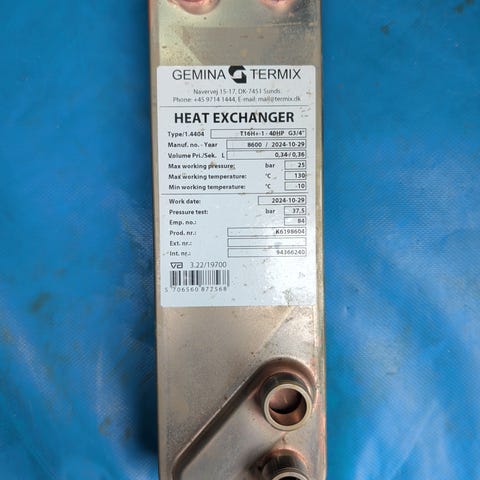 GEMINA TERMIX
Navervej 15-17, DK-7451 Sunds
Phone: +45 9714 1444, E-mail: mail@termix.dk
HEAT EXCHANGER
Type/1.4404 T16H+-1 / 40HP G3/4"
Manuf. no. - Year 8600 / 2024-10-29
Volume Pri./Sek. L 0,34 / 0,36
Max working pressure: bar 25
Max working temperature: °C 130
Min working temperature: °C -10
Work date: 2024-10-29
Pressure test: bar 37,5
Emp. no.: 84
Prod. nr.: K6198604
Ext. nr.:
Int. nr.: 94366240
va 3.22/19700
5 706560 877568